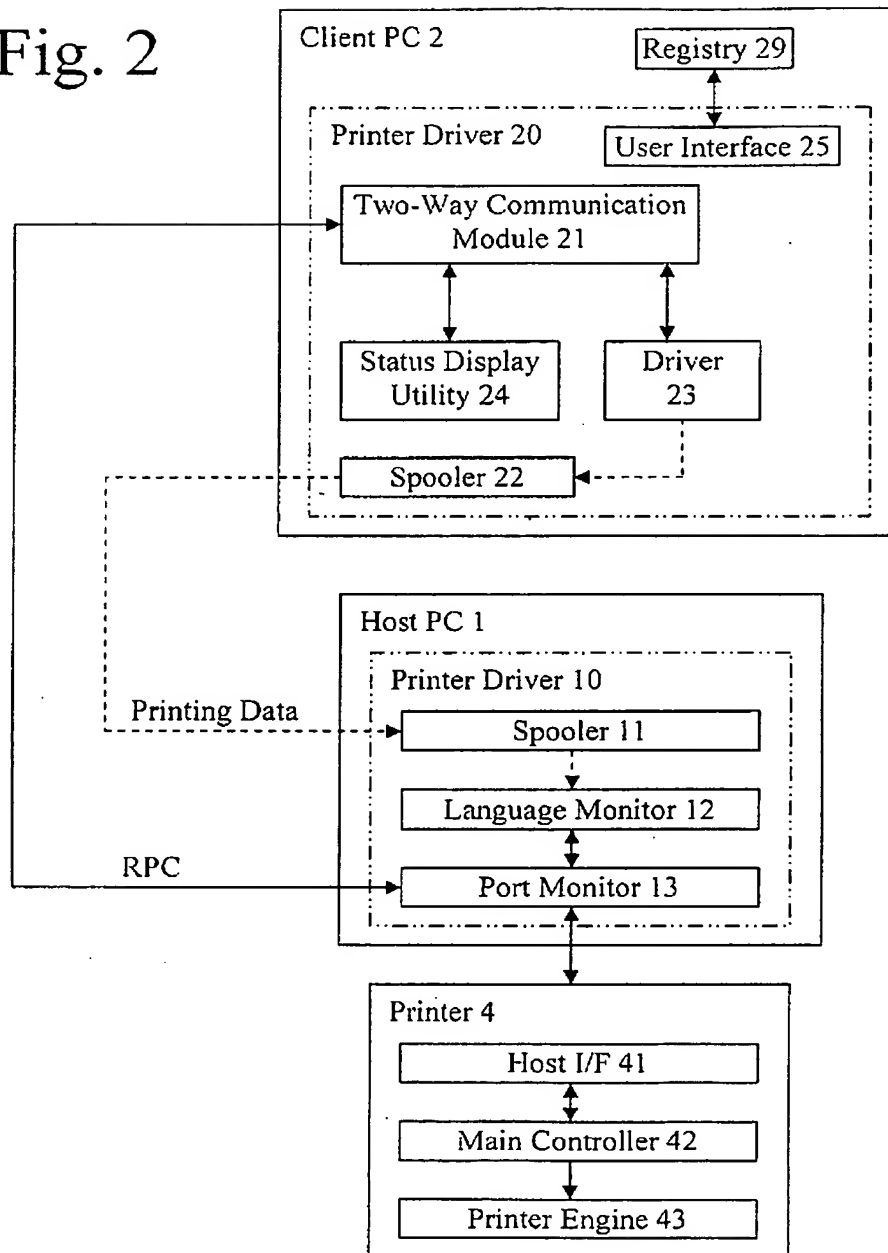 Fig. 2
Client PC 2
Registry 29
Printer Driver 20
User Interface 25
Two-Way Communication
Module 21
Status Display
Utility 24
Driver
23
Spooler 22
Host PC 1
Printer Driver 10
Printing Data
Spooler 11
Language Monitor 12
RPC
Port Monitor 13
Printer 4
Host I/F 41
Main Controller 42
Printer Engine 43